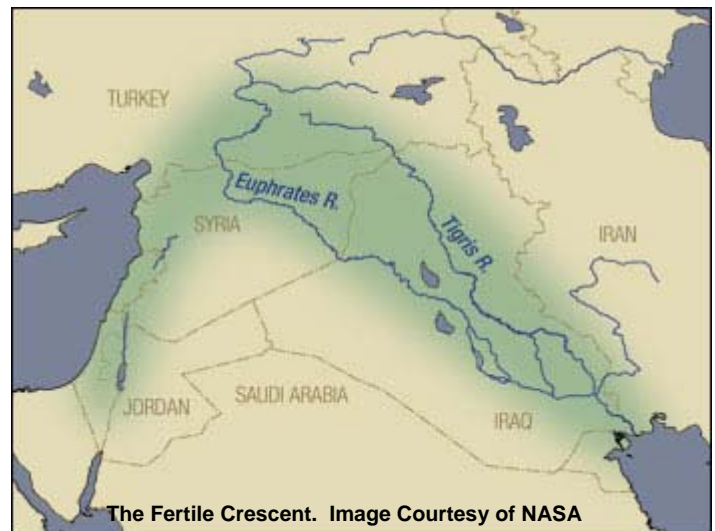 TURKEY
Euphrates R.
SYRIA
Tigris R.
IRAN
JORDAN
SAUDI ARABIA
IRAQ
The Fertile Crescent. Image Courtesy of NASA